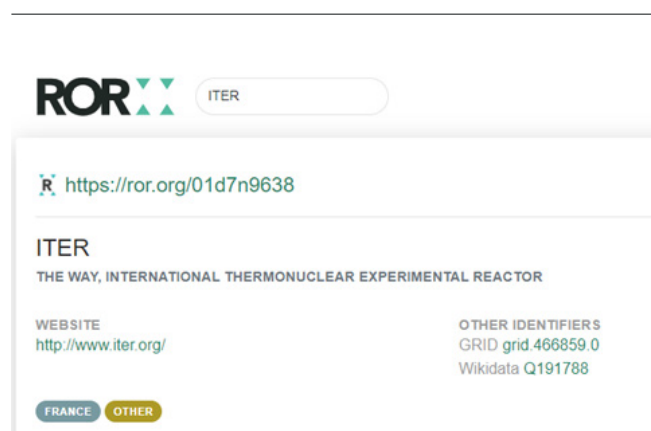 ROR ITER
R https://ror.org/01d7n9638
ITER
THE WAY, INTERNATIONAL THERMONUCLEAR EXPERIMENTAL REACTOR
WEBSITE
http://www.iter.org/
OTHER IDENTIFIERS
GRID grid.466859.0
Wikidata Q191788
FRANCE OTHER